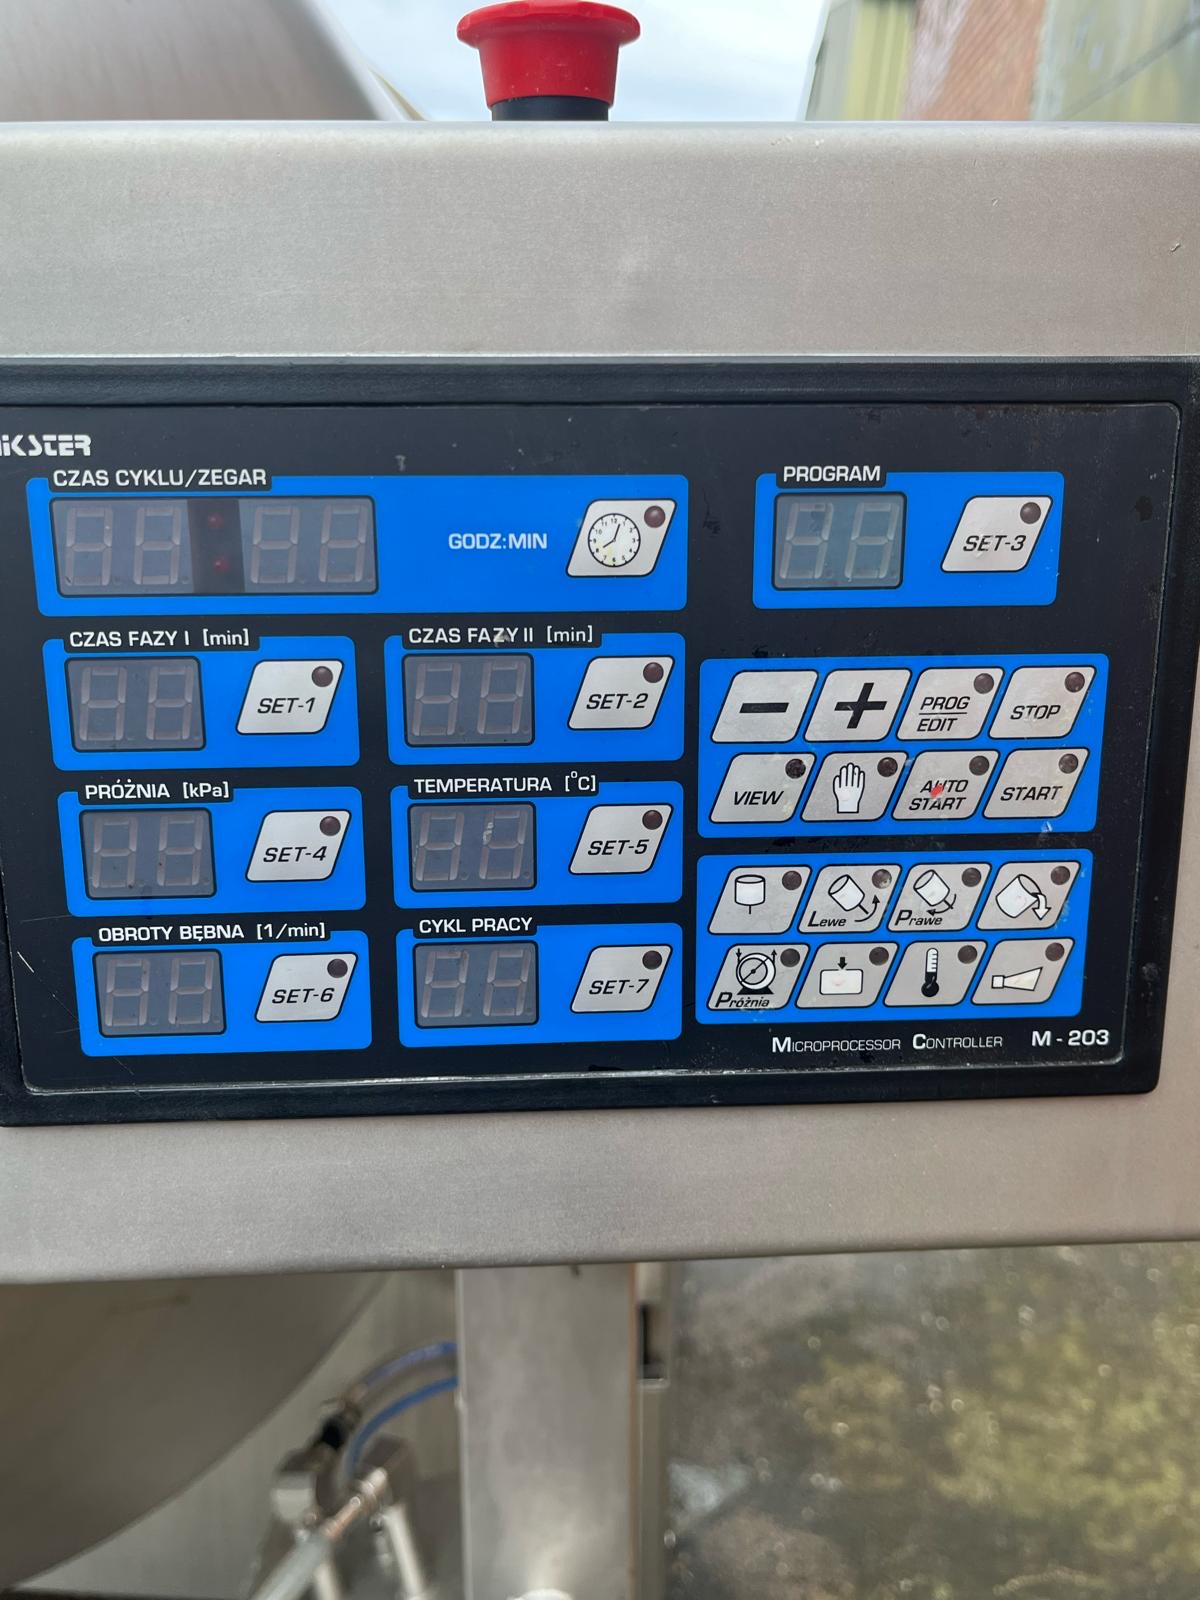 MIKSTER
CZAS CYKLU/ZEGAR
GODZ:MIN
PROGRAM
SET-3
CZAS FAZY I [min]
SET-1
CZAS FAZY II [min]
SET-2
PRÓŻNIA [kPa]
SET-4
TEMPERATURA [°C]
SET-5
OBROTY BĘBNA [1/min]
SET-6
CYKL PRACY
SET-7
- + PROG
EDIT
STOP
VIEW
AUTO
START
START
Lewe
Prawe
Próżnia
MICROPROCESSOR CONTROLLER M - 203